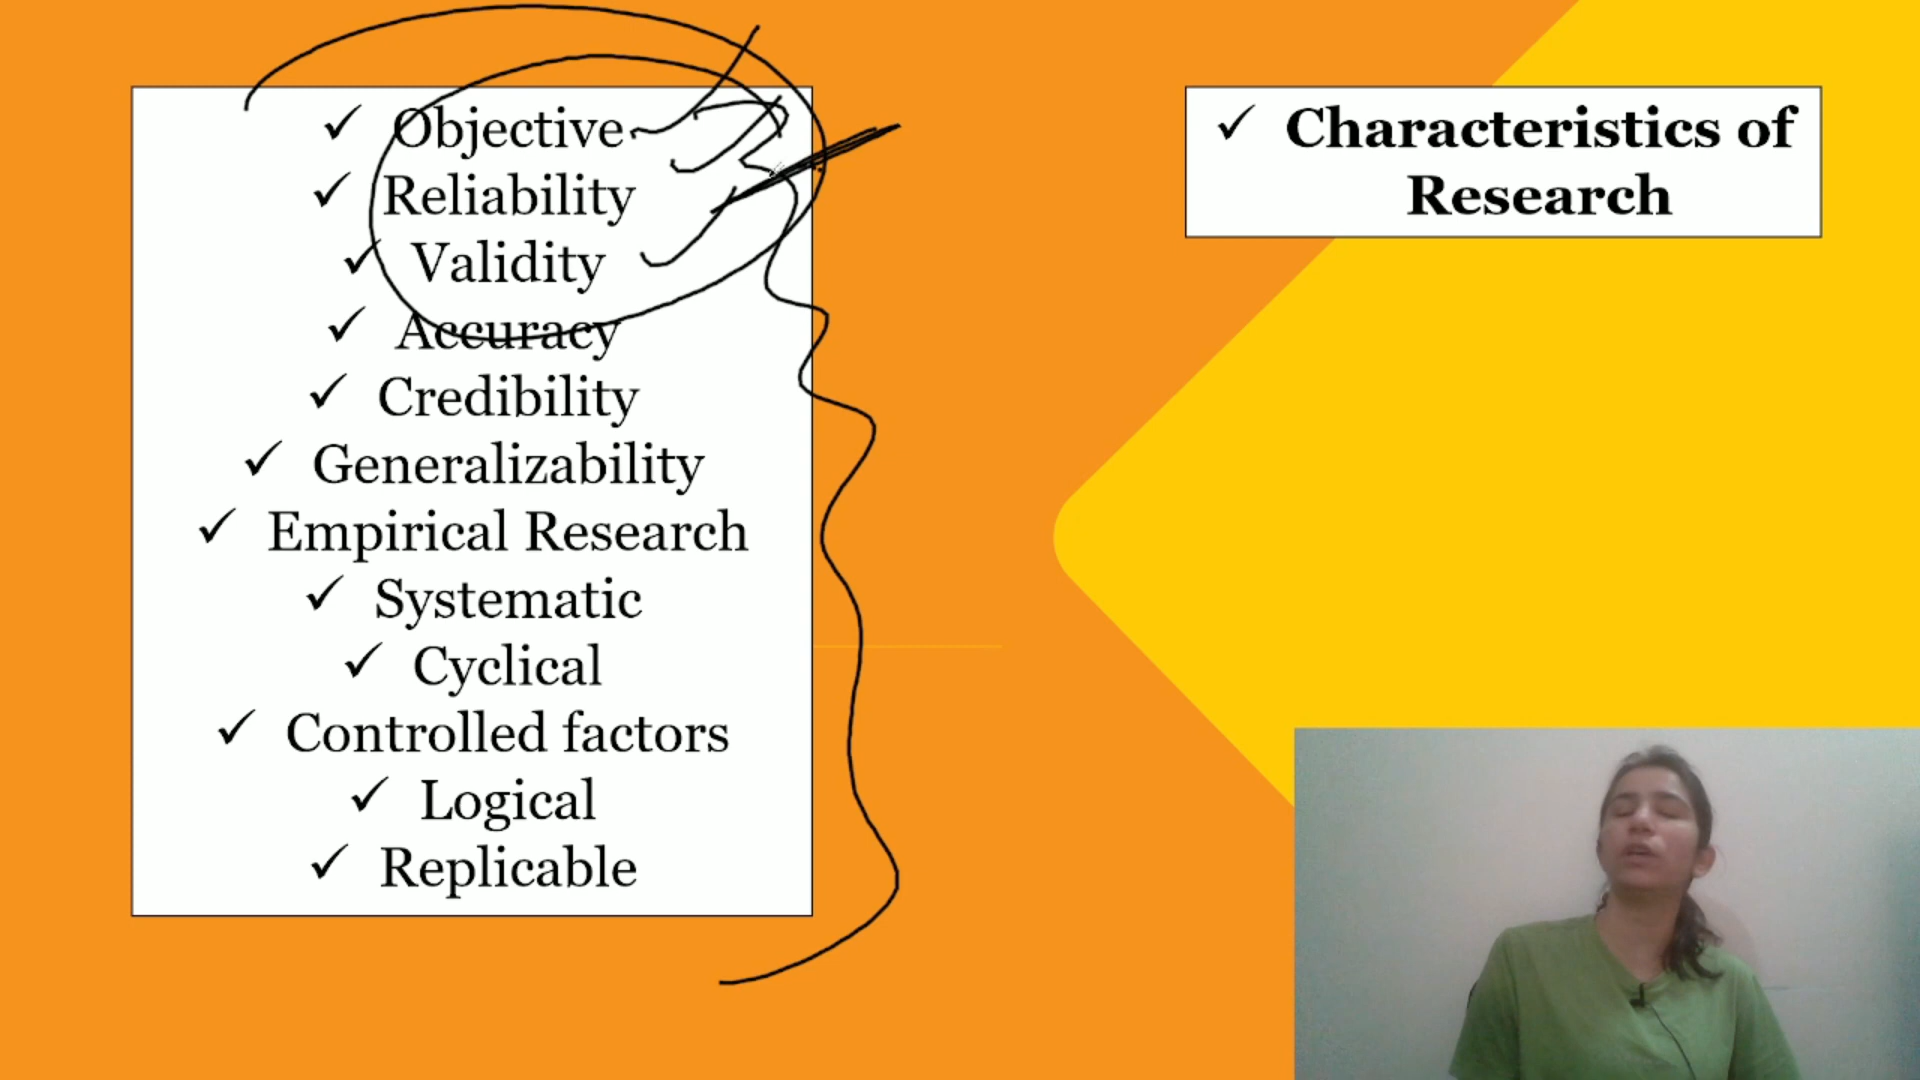 ✓ Objective
✓ Reliability
✓ Validity
✓ Accuracy
✓ Credibility
✓ Generalizability
✓ Empirical Research
✓ Systematic
✓ Cyclical
✓ Controlled factors
✓ Logical
✓ Replicable
✓ Characteristics of
Research